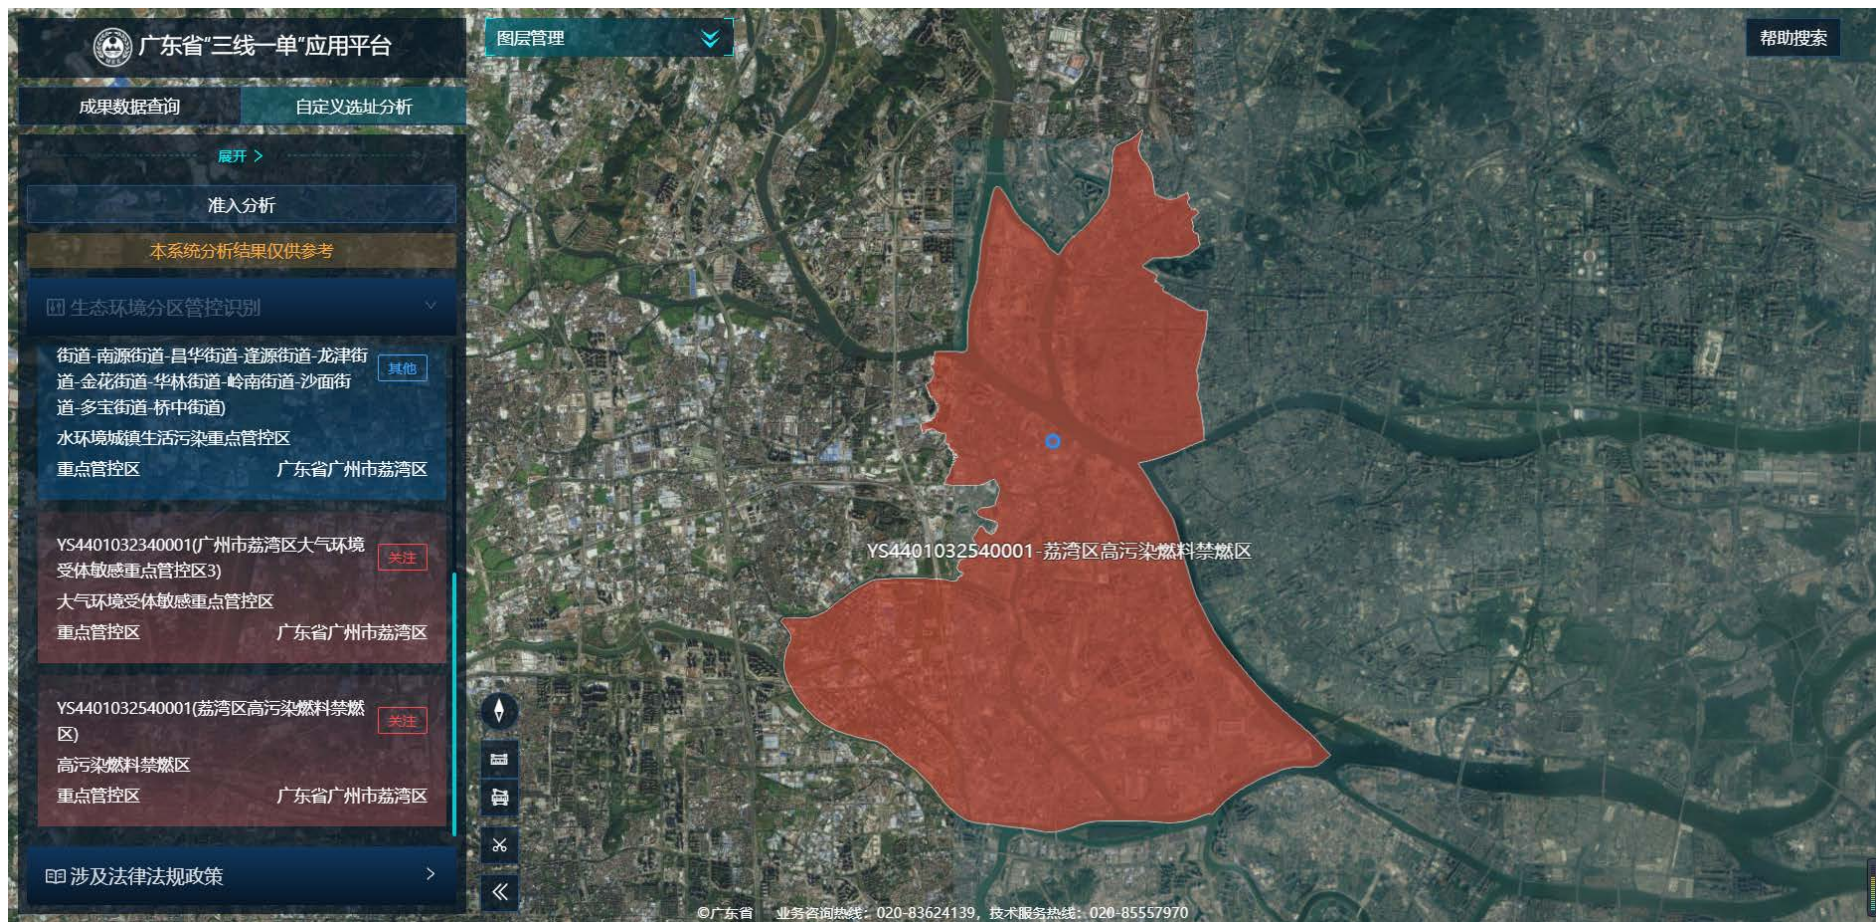 广东省“三线一单”应用平台
图层管理
帮助搜索
成果数据查询
自定义选址分析
展开 >
准入分析
本系统分析结果仅供参考
生态环境分区管控识别
街道-南源街道-昌华街道-逢源街道-龙津街
道-金花街道-华林街道-岭南街道-沙面街
道-多宝街道-桥中街道)
其他
水环境城镇生活污染重点管控区
重点管控区
广东省广州市荔湾区
YS4401032340001(广州市荔湾区大气环境
受体敏感重点管控区3)
关注
大气环境受体敏感重点管控区
重点管控区
广东省广州市荔湾区
YS4401032540001(荔湾区高污染燃料禁燃
区)
关注
高污染燃料禁燃区
重点管控区
广东省广州市荔湾区
涉及法律法规政策
YS4401032540001-荔湾区高污染燃料禁燃区
©广东省 业务咨询热线：020-83624139，技术服务热线：020-85557970